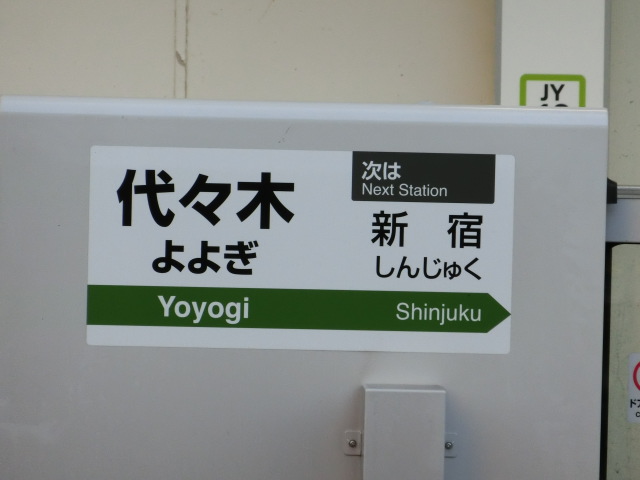 JY
代々木
よよぎ
次は
Next Station
新宿
しんじゅく
Yoyogi
Shinjuku